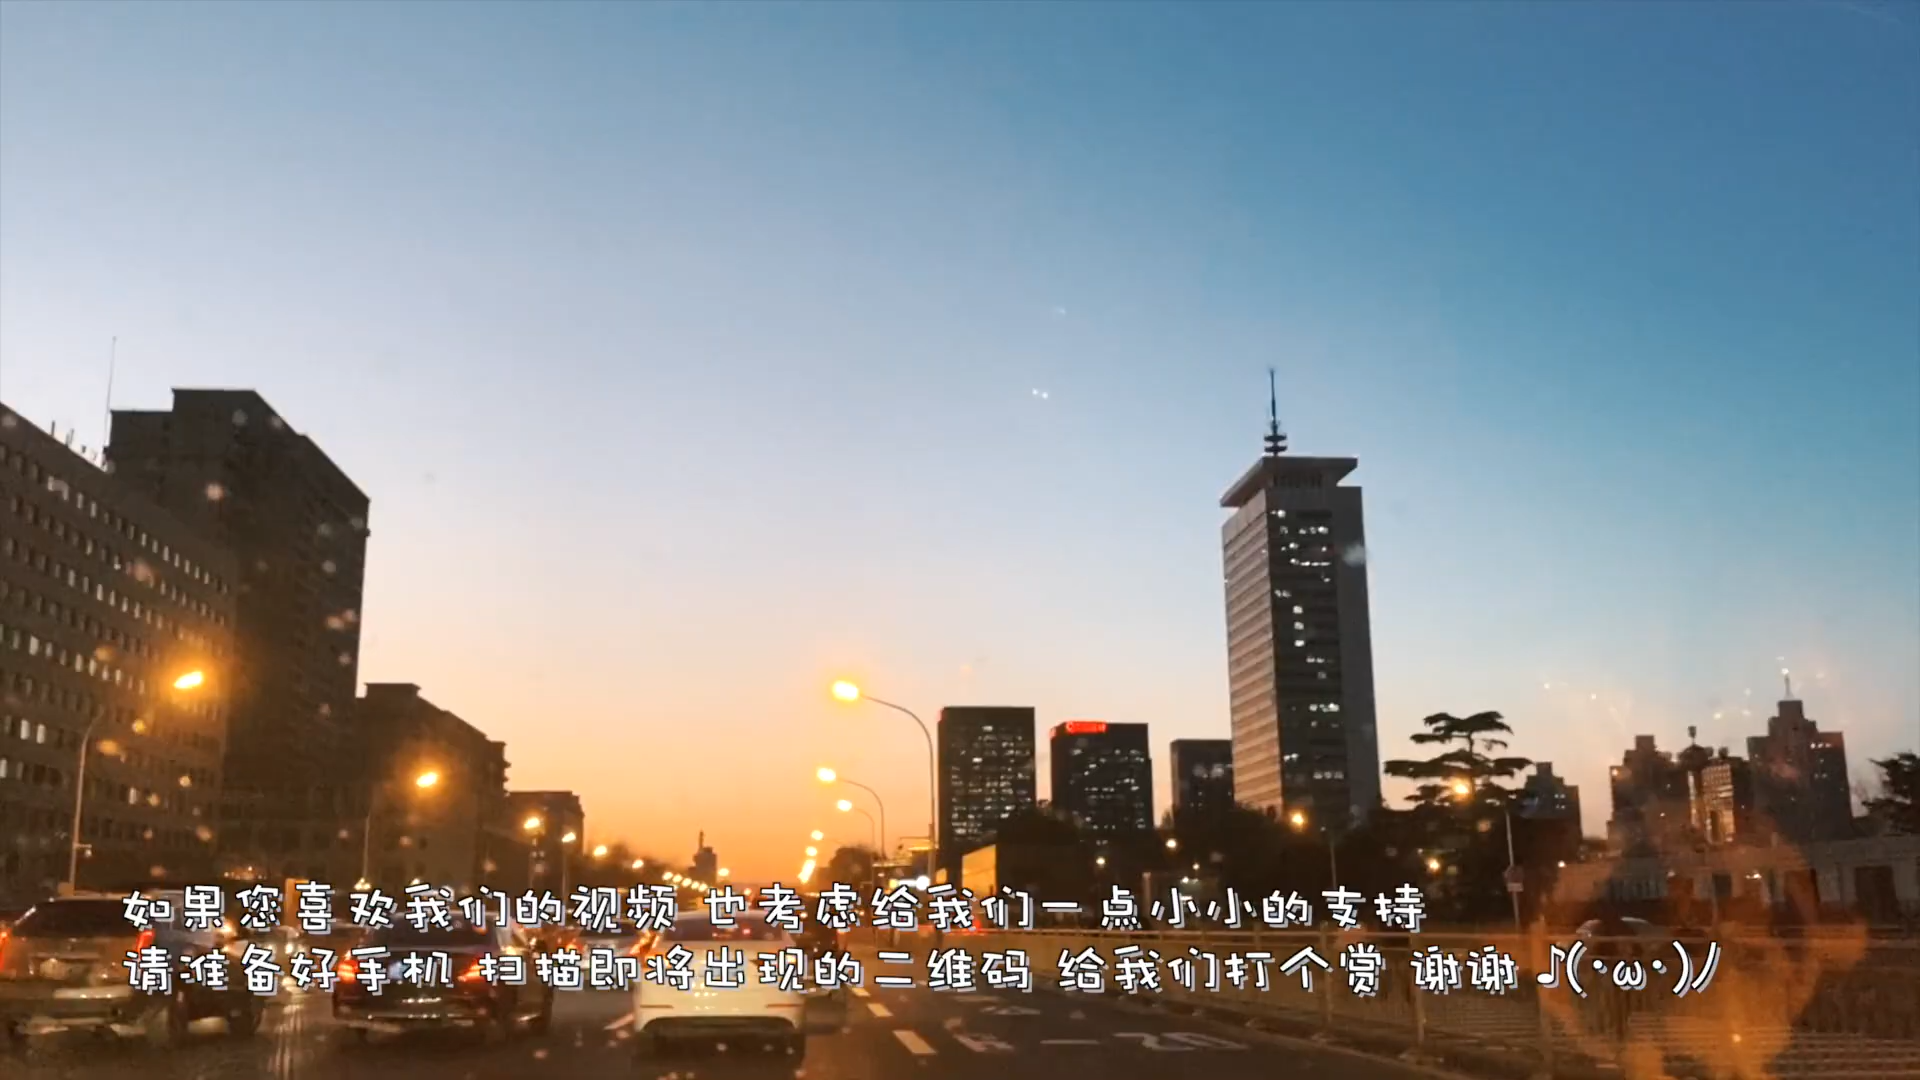 如果您喜欢我们的视频 也考虑给我们一点小小的支持
请准备好手机 扫描即将出现的二维码 给我们打个赏 谢谢♪(･ω･)ﾉ